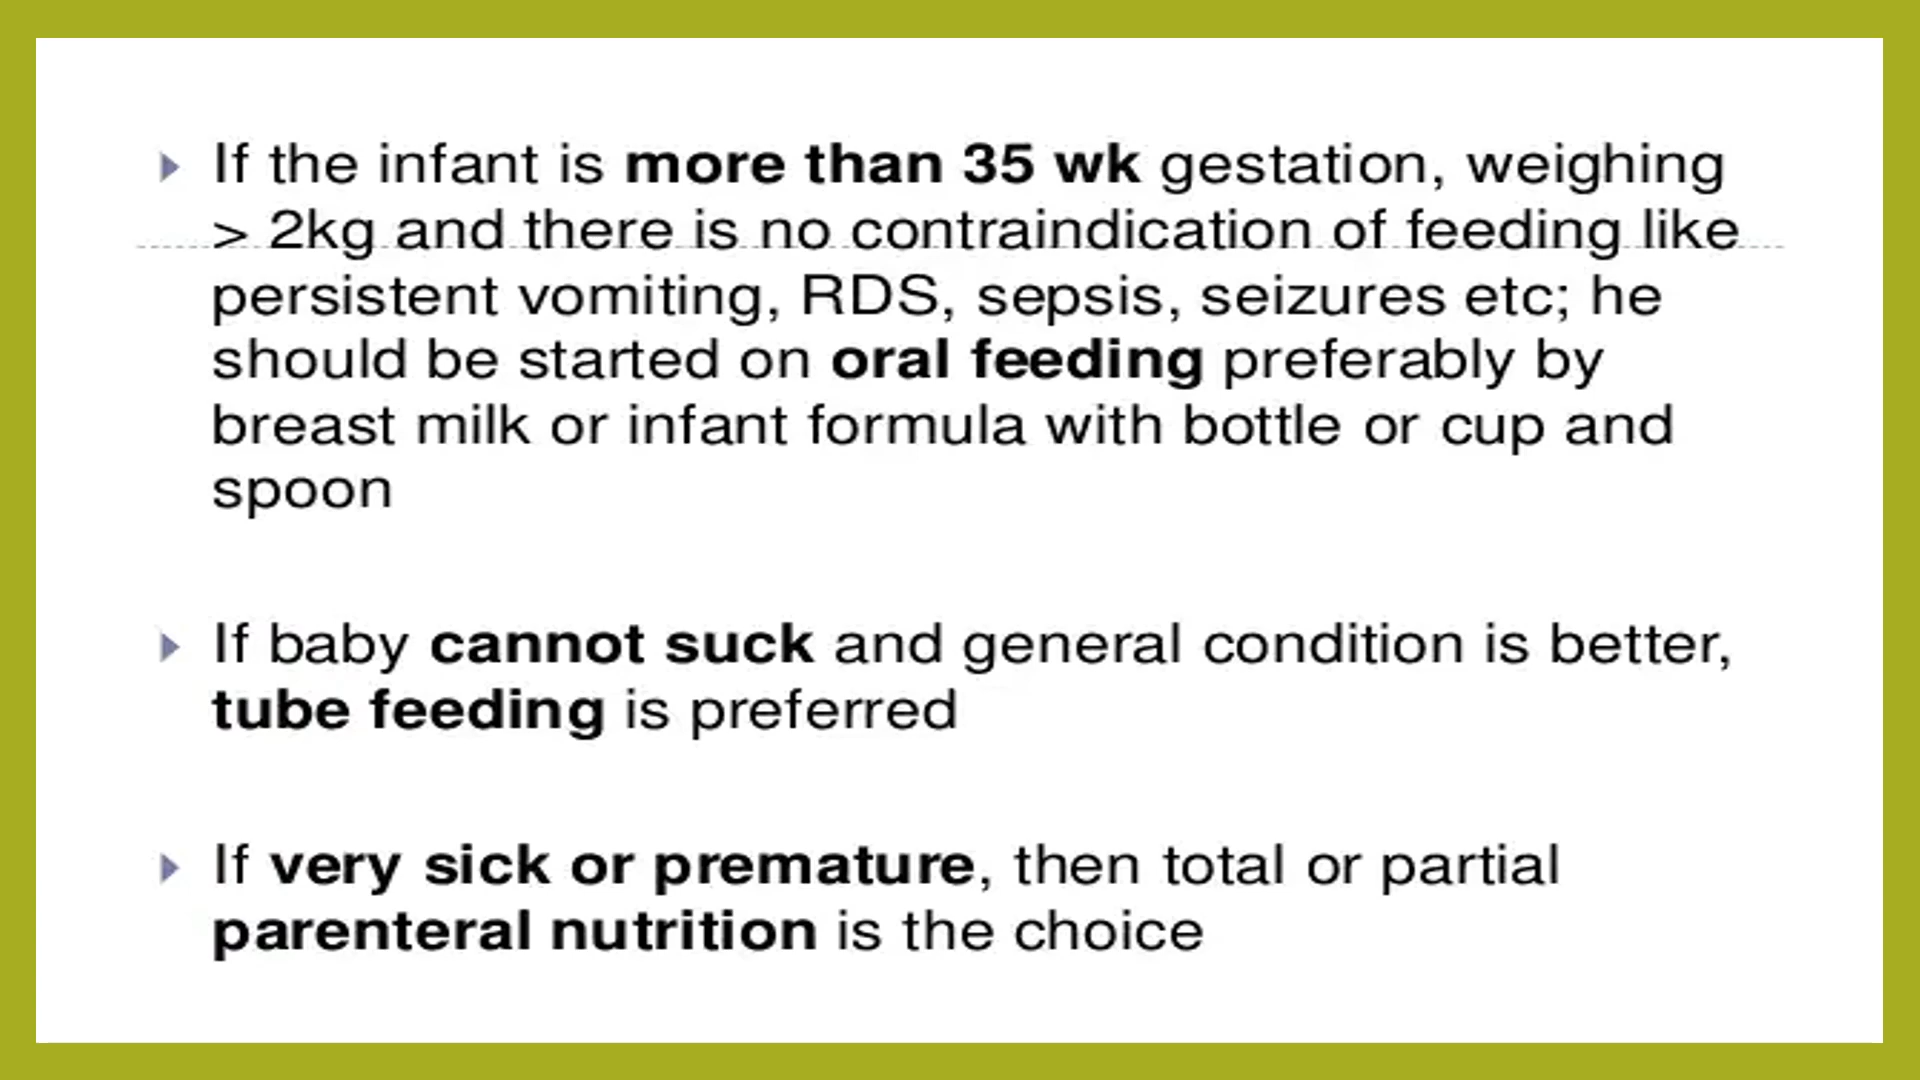 If the infant is more than 35 wk gestation, weighing
> 2kg and there is no contraindication of feeding like
persistent vomiting, RDS, sepsis, seizures etc; he
should be started on oral feeding preferably by
breast milk or infant formula with bottle or cup and
spoon
If baby cannot suck and general condition is better,
tube feeding is preferred
If very sick or premature, then total or partial
parenteral nutrition is the choice